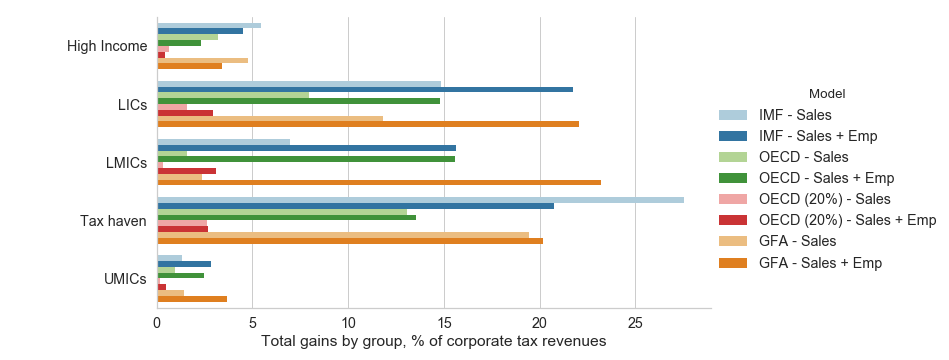 High Income
LICs
LMICs
Tax haven
UMICs
0 5 10 15 20 25
Total gains by group, % of corporate tax revenues
Model
IMF - Sales
IMF - Sales + Emp
OECD - Sales
OECD - Sales + Emp
OECD (20%) - Sales
OECD (20%) - Sales + Emp
GFA - Sales
GFA - Sales + Emp